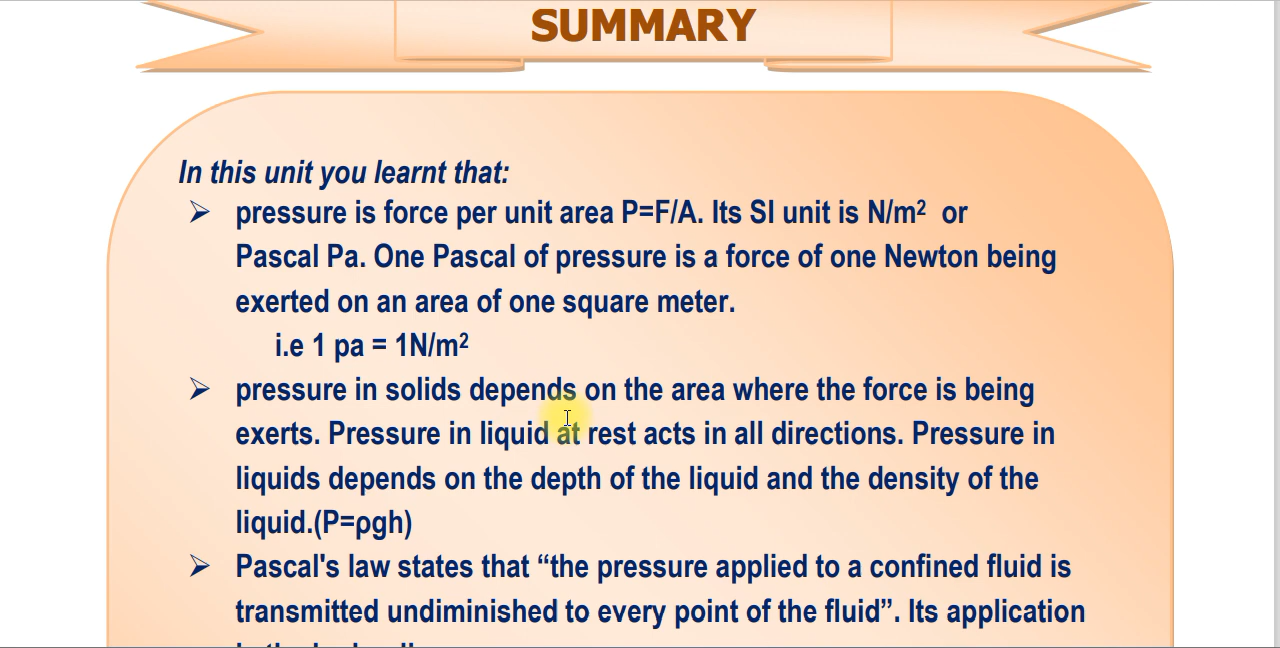 SUMMARY
In this unit you learnt that:
➢ pressure is force per unit area P=F/A. Its SI unit is N/m² or
Pascal Pa. One Pascal of pressure is a force of one Newton being
exerted on an area of one square meter.
i.e 1 pa = 1N/m²
➢ pressure in solids depends on the area where the force is being
exerts. Pressure in liquid at rest acts in all directions. Pressure in
liquids depends on the depth of the liquid and the density of the
liquid.(P=ρgh)
➢ Pascal's law states that “the pressure applied to a confined fluid is
transmitted undiminished to every point of the fluid”. Its application